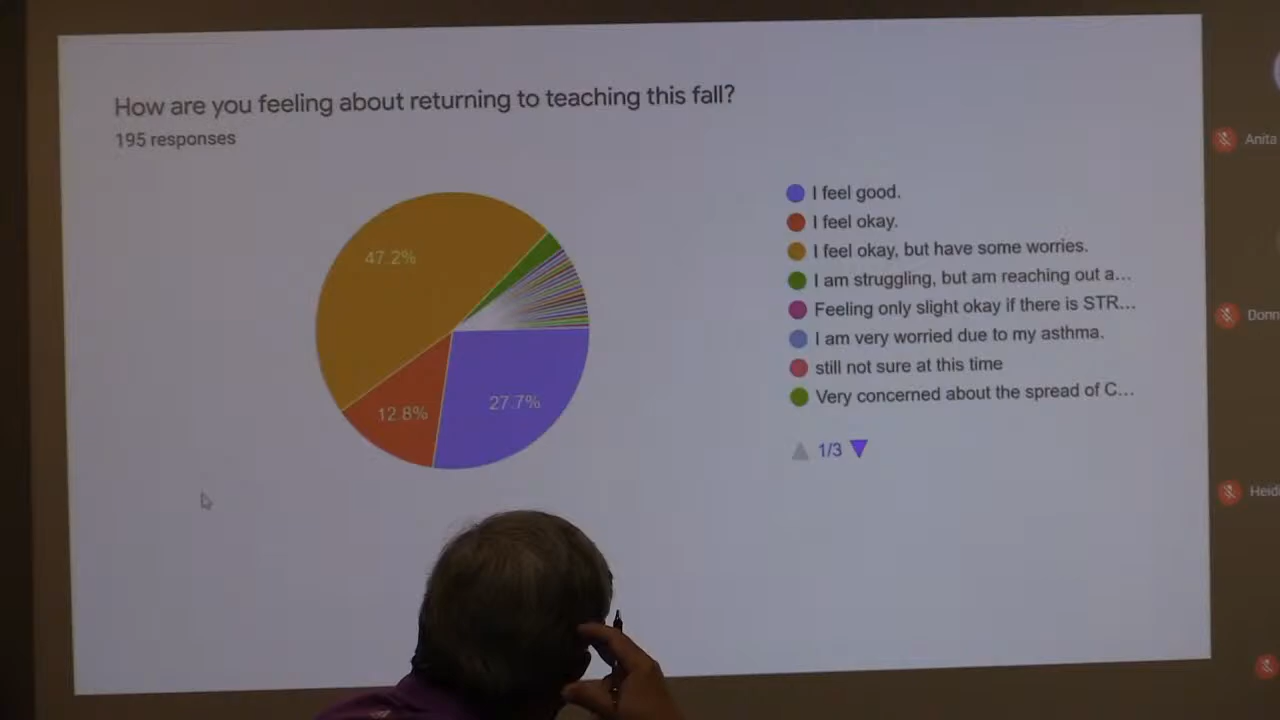 How are you feeling about returning to teaching this fall?
195 responses
47.2%
12.8%
27.7%
I feel good.
I feel okay.
I feel okay, but have some worries.
I am struggling, but am reaching out a...
Feeling only slight okay if there is STR...
I am very worried due to my asthma.
still not sure at this time
Very concerned about the spread of C...
1/3
Anita
Donn
Heid